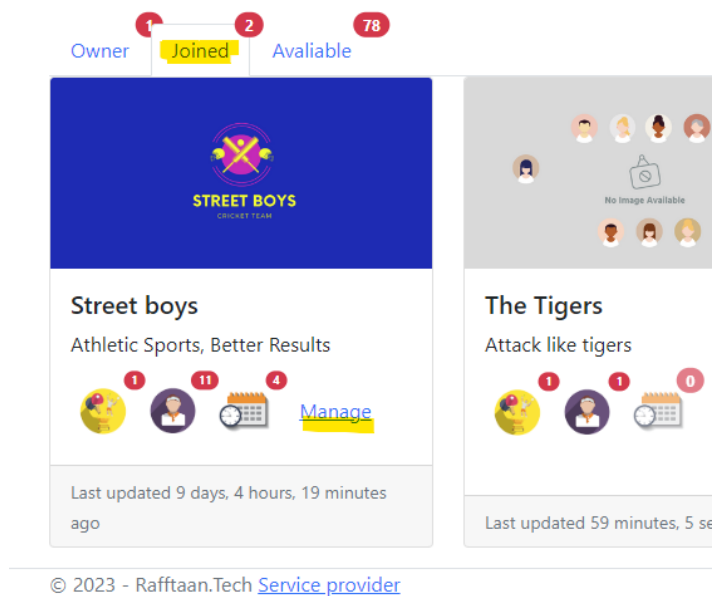 1 2 78
Owner Joined Avaliable
STREET BOYS
CRICKET TEAM
No Image Available
Street boys
Athletic Sports, Better Results
1 11 4
Manage
Last updated 9 days, 4 hours, 19 minutes
ago
The Tigers
Attack like tigers
1 1 0
Last updated 59 minutes, 5
© 2023 - Rafftaan.Tech Service provider